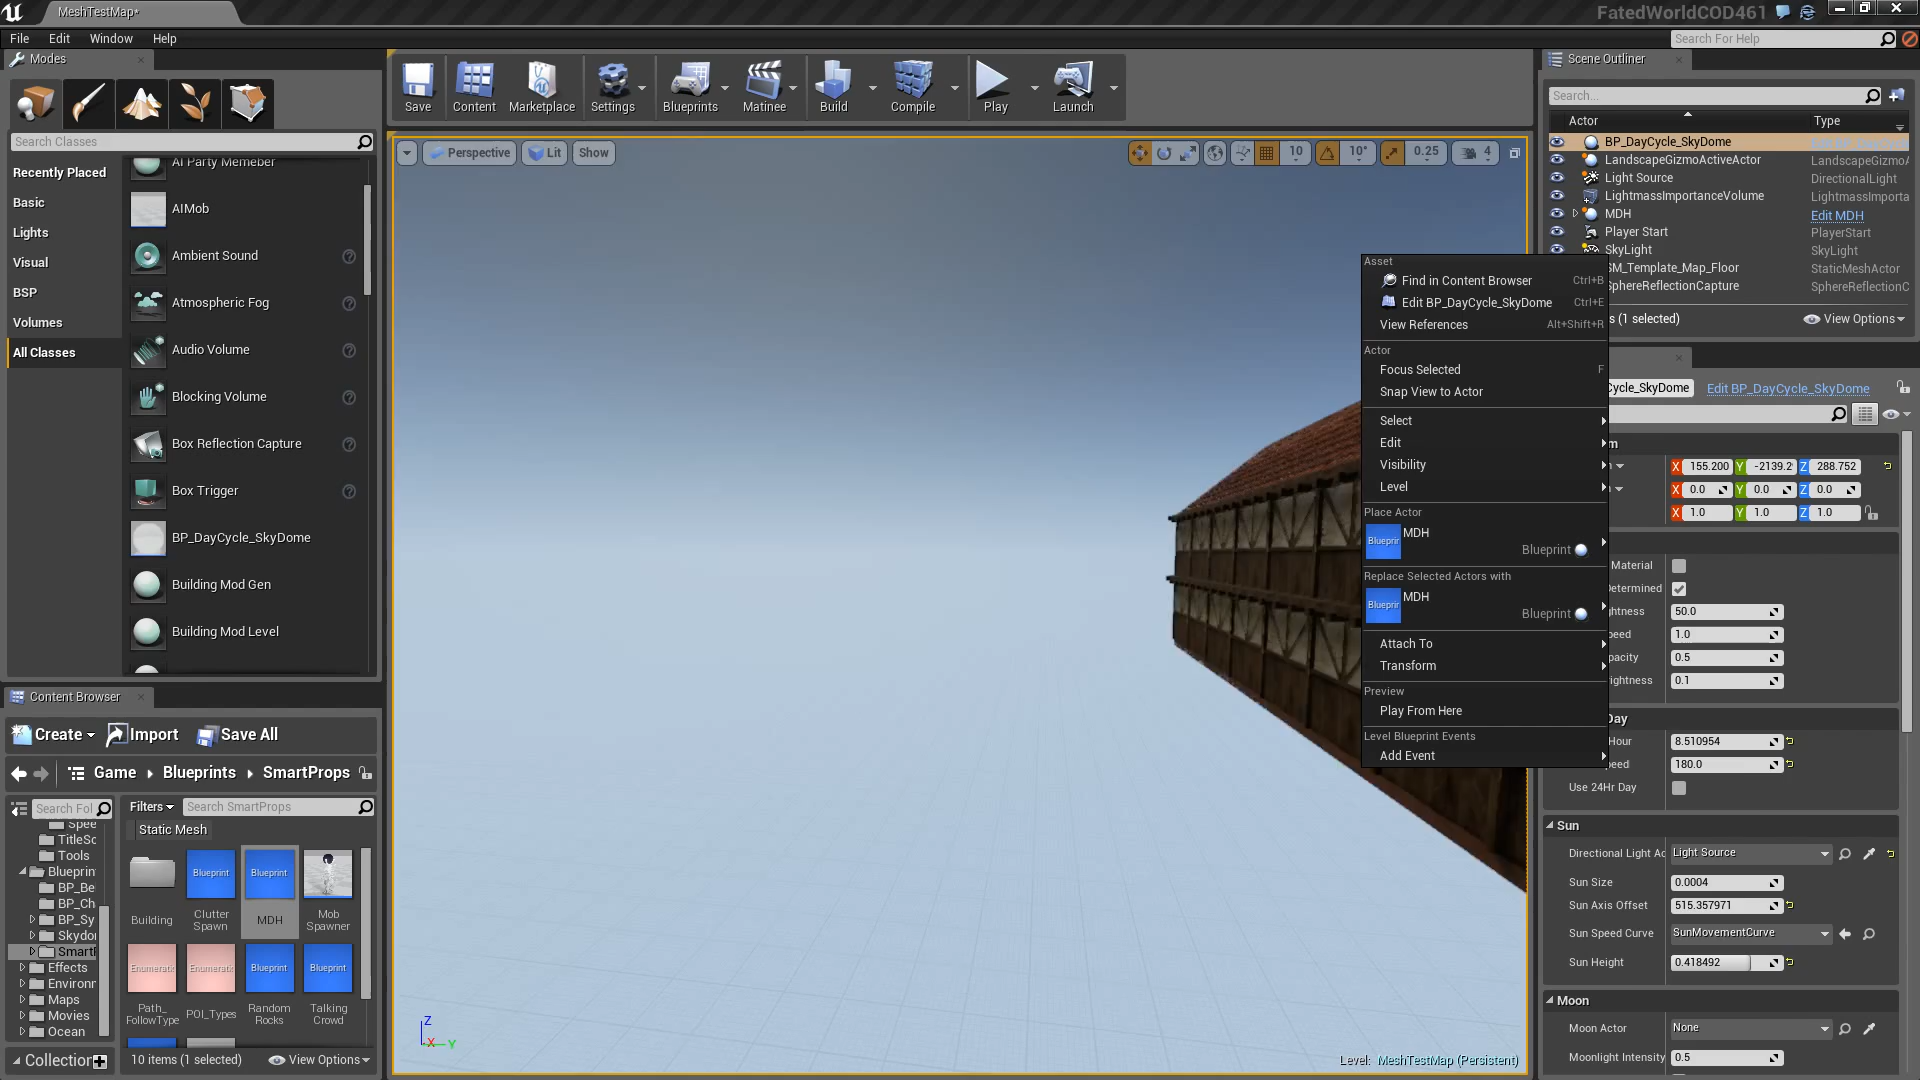 MeshTestMap*
FatedWorldCOD461
File Edit Window Help
Search For Help
Modes
Search Classes
Recently Placed
Basic
Lights
Visual
BSP
Volumes
All Classes
AI Party Memeber
AIMob
Ambient Sound
Atmospheric Fog
Audio Volume
Blocking Volume
Box Reflection Capture
Box Trigger
BP_DayCycle_SkyDome
Building Mod Gen
Building Mod Level
Save Content Marketplace Settings Blueprints Matinee Build Compile Play Launch
Perspective Lit Show
10 10° 0.25 4
Level: MeshTestMap (Persistent)
Z
X Y
Asset
Find in Content Browser Ctrl+B
Edit BP_DayCycle_SkyDome Ctrl+E
View References Alt+Shift+R
Actor
Focus Selected F
Snap View to Actor
Select
Edit
Visibility
Level
Place Actor
MDH
Blueprint
Replace Selected Actors with
MDH
Blueprint
Attach To
Transform
Preview
Play From Here
Level Blueprint Events
Add Event
Scene Outliner
Search...
Actor Type
BP_DayCycle_SkyDome
LandscapeGizmoActiveActor LandscapeGizmoA
Light Source DirectionalLight
LightmassImportanceVolume LightmassImporta
MDH Edit MDH
Player Start PlayerStart
SkyLight SkyLight
SM_Template_Map_Floor StaticMeshActor
SphereReflectionCapture SphereReflectionC
s (1 selected) View Options
Cycle_SkyDome Edit BP_DayCycle_SkyDome
m
X 155.200 Y -2139.2 Z 288.752
X 0.0 Y 0.0 Z 0.0
X 1.0 Y 1.0 Z 1.0
Material
Determined
ghtness 50.0
peed 1.0
pacity 0.5
rightness 0.1
Day
Hour 8.510954
peed 180.0
Use 24Hr Day
Sun
Directional Light Ac Light Source
Sun Size 0.0004
Sun Axis Offset 515.357971
Sun Speed Curve SunMovementCurve
Sun Height 0.418492
Moon
Moon Actor None
Moonlight Intensity 0.5
Content Browser
Create Import Save All
Game Blueprints SmartProps
Search Fol
Filters Search SmartProps
Static Mesh
Spee
TitleSc
Tools
Blueprin
BP_Be
BP_Ch
BP_Sy
Skydo
SmartF
Effects
Environm
Maps
Movies
Ocean
Collection
Blueprint Blueprint
Building Clutter Spawn MDH Mob Spawner
Enumeratic Enumeratic Blueprint Blueprint
Path_FollowType POI_Types Random Rocks Talking Crowd
10 items (1 selected) View Options